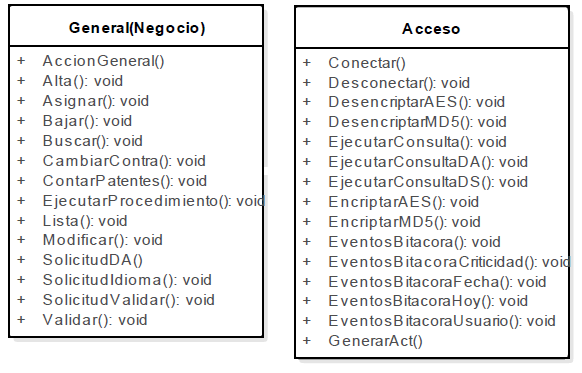 General(Negocio)
+ AccionGeneral()
+ Alta(): void
+ Asignar(): void
+ Bajar(): void
+ Buscar(): void
+ CambiarContra(): void
+ ContarPatentes(): void
+ EjecutarProcedimiento(): void
+ Lista(): void
+ Modificar(): void
+ SolicitudDA()
+ SolicitudIdioma(): void
+ SolicitudValidar(): void
+ Validar(): void
Acceso
+ Conectar()
+ Desconectar(): void
+ DesencriptarAES(): void
+ DesencriptarMD5(): void
+ EjecutarConsulta(): void
+ EjecutarConsultaDA(): void
+ EjecutarConsultaDS(): void
+ EncriptarAES(): void
+ EncriptarMD5(): void
+ EventosBitacora(): void
+ EventosBitacoraCriticidad(): void
+ EventosBitacoraFecha(): void
+ EventosBitacoraHoy(): void
+ EventosBitacoraUsuario(): void
+ GenerarAct()